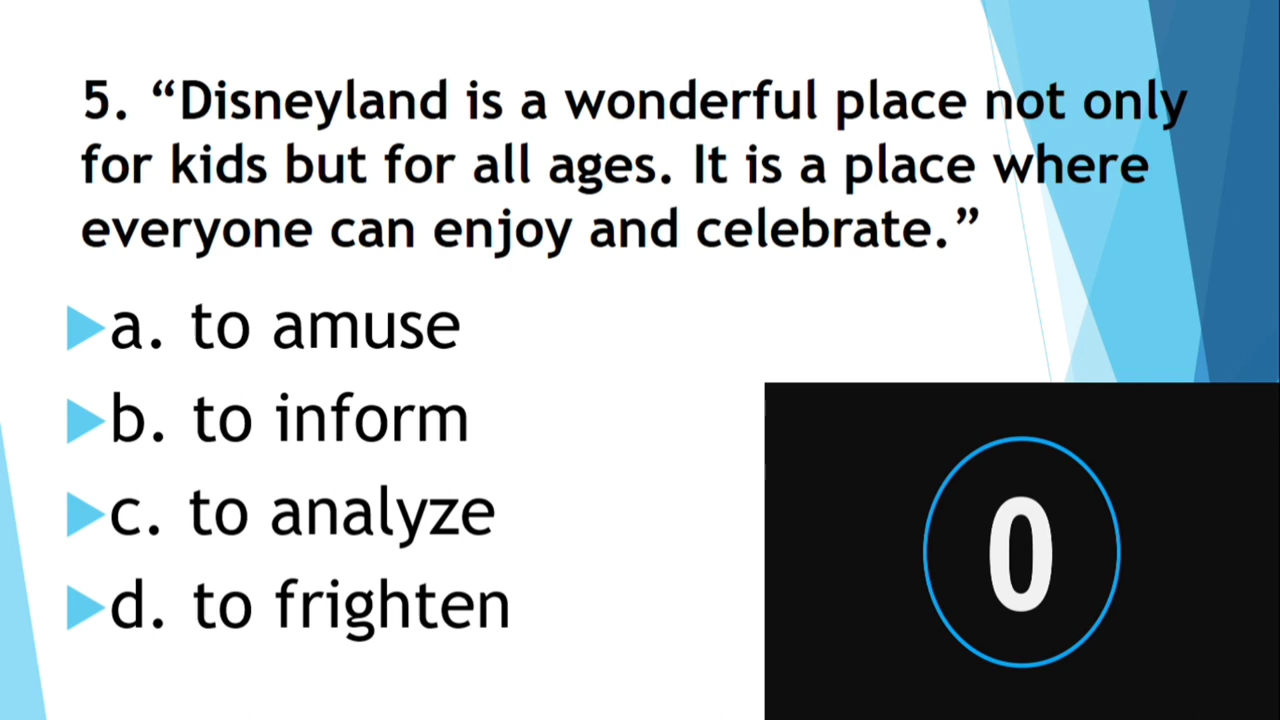 5. “Disneyland is a wonderful place not only
for kids but for all ages. It is a place where
everyone can enjoy and celebrate.”
a. to amuse
b. to inform
c. to analyze
d. to frighten
0